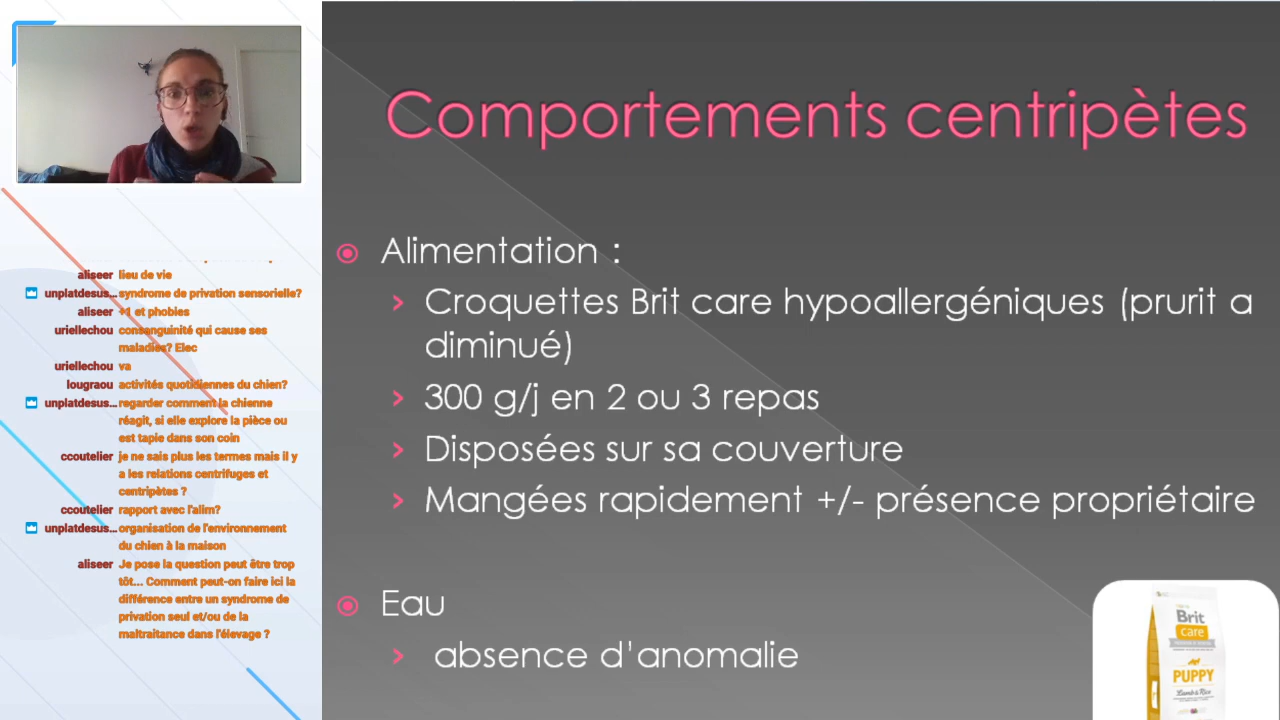 Comportements centripètes
Alimentation :
Croquettes Brit care hypoallergéniques (prurit a
diminué)
300 g/j en 2 ou 3 repas
Disposées sur sa couverture
Mangées rapidement +/- présence propriétaire
Eau
absence d'anomalie
Brit
care
PUPPY
Lamb & Rice
aliseer lieu de vie
unplatdesus... syndrome de privation sensorielle?
aliseer +1 et phobies
uriellechou consanguinité qui cause ses
maladies? Elec
uriellechou va
lougraou activités quotidiennes du chien?
unplatdesus... regarder comment la chienne
réagit, si elle explore la pièce ou
est tapie dans son coin
ccoutelier je ne sais plus les termes mais il y
a les relations centrifuges et
centripètes ?
ccoutelier rapport avec l'alim?
unplatdesus... organisation de l'environnement
du chien à la maison
aliseer Je pose la question peut être trop
tôt... Comment peut-on faire ici la
différence entre un syndrome de
privation seul et/ou de la
maltraitance dans l'élevage ?